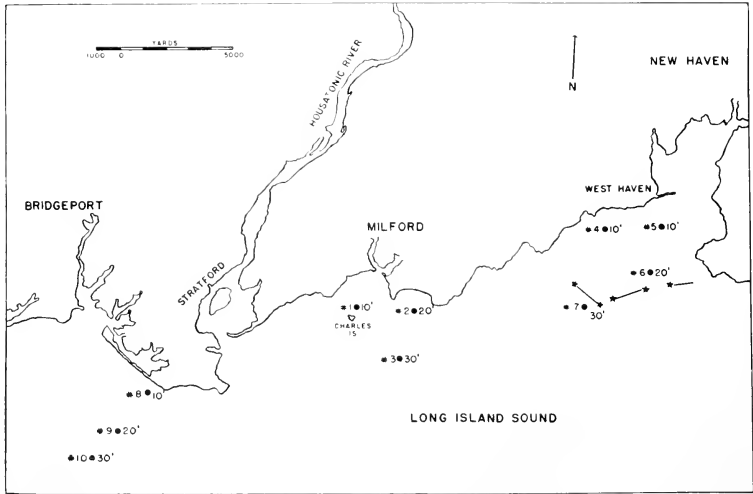 YARDS
1000 0 5000
HOUSATONIC RIVER
N
NEW HAVEN
WEST HAVEN
BRIDGEPORT
MILFORD
STRATFORD
*4●10'
*5●10'
*6●20'
*1●10'
*2●20'
*7●
30'
CHARLES
IS
*3●30'
*8●10'
LONG ISLAND SOUND
*9●20'
*10●30'